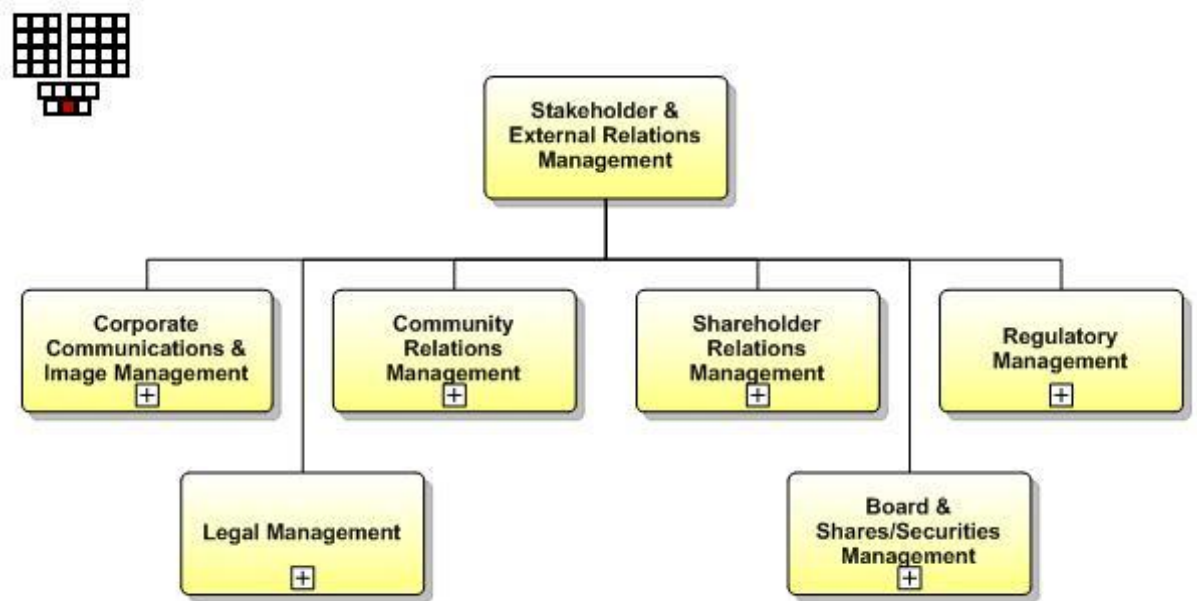 Stakeholder &
External Relations
Management
Corporate
Communications &
Image Management
Community
Relations
Management
Shareholder
Relations
Management
Regulatory
Management
Legal Management
Board &
Shares/Securities
Management